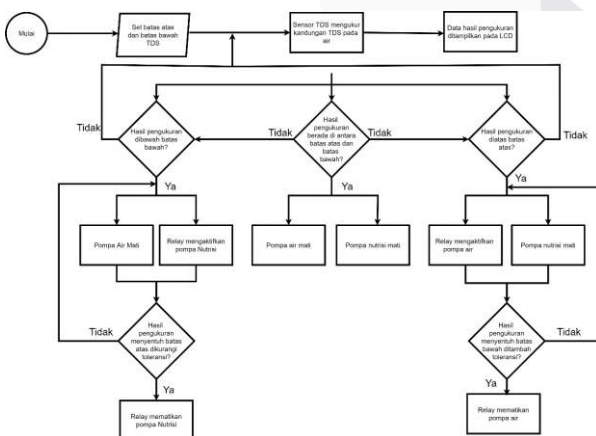 Mulai
Set batas atas
dan batas bawah
TDS
Sensor TDS mengukur
kandungan TDS pada
air
Data hasil pengukuran
ditampilkan pada LCD
Tidak
Hasil pengukuran
dibawah batas
bawah?
Tidak
Hasil
pengukuran
berada di antara
batas atas dan
batas
bawah?
Tidak
Hasil pengukuran
diatas batas
atas?
Tidak
Ya
Ya
Ya
Pompa Air Mati
Relay mengaktifkan
pompa Nutrisi
Pompa air mati
Pompa nutrisi mati
Relay mengaktifkan
pompa air
Pompa nutrisi mati
Tidak
Hasil
pengukuran
menyentuh batas
atas dikurangi
toleransi?
Hasil
pengukuran
menyentuh batas
bawah ditambah
toleransi?
Tidak
Ya
Ya
Relay mematikan
pompa Nutrisi
Relay mematikan
pompa air